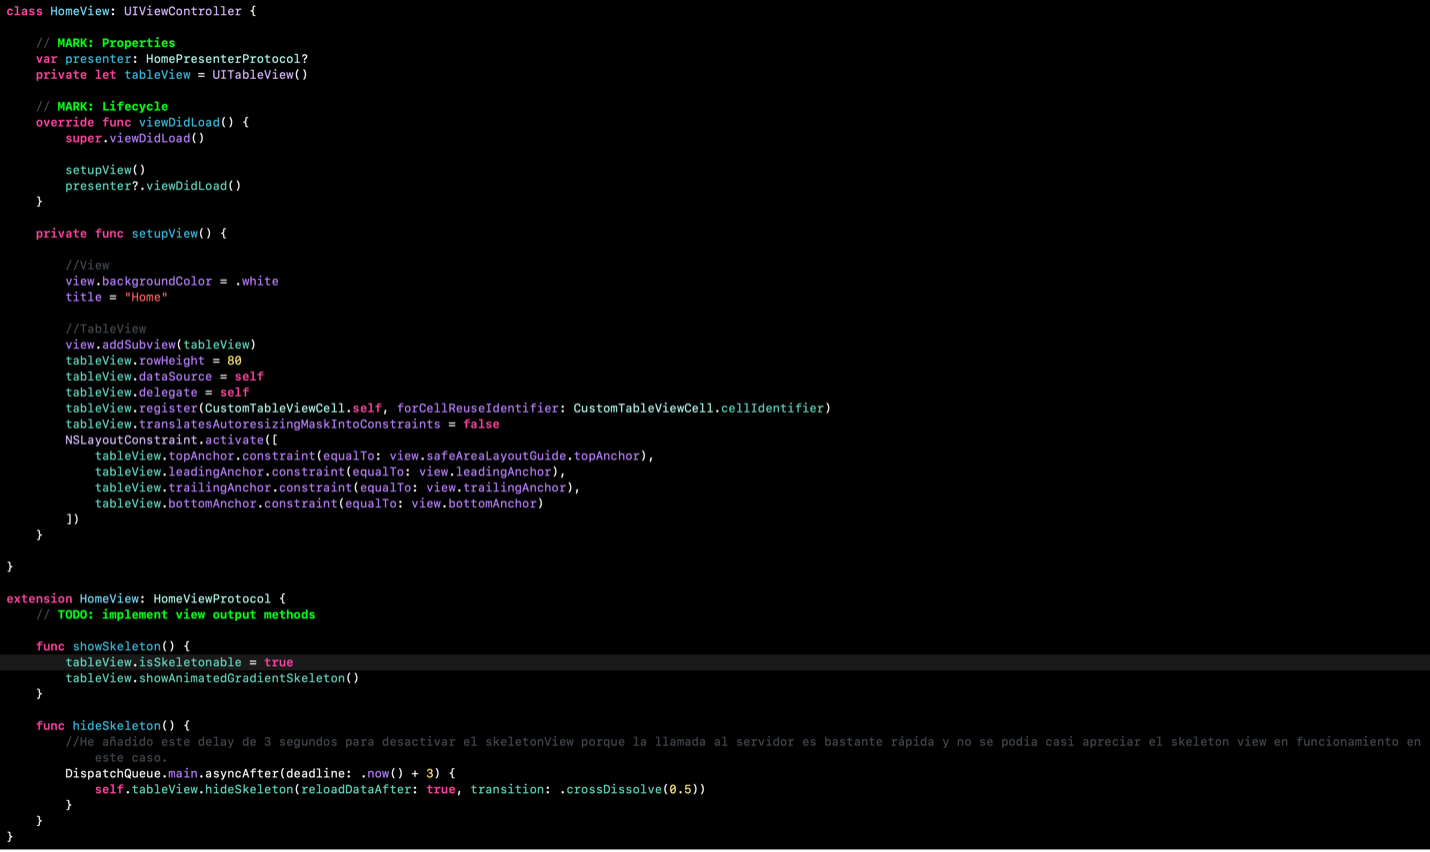 class HomeView: UIViewController {
// MARK: Properties
var presenter: HomePresenterProtocol?
private let tableView = UITableView()
// MARK: Lifecycle
override func viewDidLoad() {
super.viewDidLoad()
setupView()
presenter?.viewDidLoad()
}
private func setupView() {
//View
view.backgroundColor = .white
title = "Home"
//TableView
view.addSubview(tableView)
tableView.rowHeight = 80
tableView.dataSource = self
tableView.delegate = self
tableView.register(CustomTableViewCell.self, forCellReuseIdentifier: CustomTableViewCell.cellIdentifier)
tableView.translatesAutoresizingMaskIntoConstraints = false
NSLayoutConstraint.activate([
tableView.topAnchor.constraint(equalTo: view.safeAreaLayoutGuide.topAnchor),
tableView.leadingAnchor.constraint(equalTo: view.leadingAnchor),
tableView.trailingAnchor.constraint(equalTo: view.trailingAnchor),
tableView.bottomAnchor.constraint(equalTo: view.bottomAnchor)
])
}
}
extension HomeView: HomeViewProtocol {
// TODO: implement view output methods
func showSkeleton() {
tableView.isSkeletonable = true
tableView.showAnimatedGradientSkeleton()
}
func hideSkeleton() {
//He añadido este delay de 3 segundos para desactivar el skeletonView porque la llamada al servidor es bastante rápida y no se podia casi apreciar el skeleton view en funcionamiento en
este caso.
DispatchQueue.main.asyncAfter(deadline: .now() + 3) {
self.tableView.hideSkeleton(reloadDataAfter: true, transition: .crossDissolve(0.5))
}
}
}